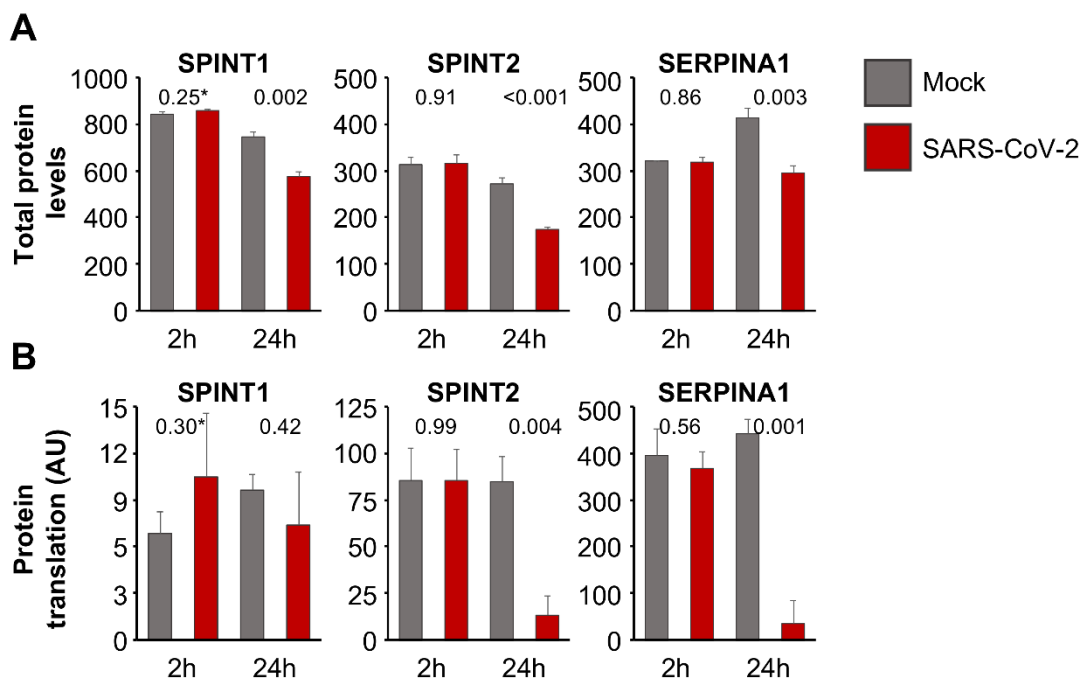 A
SPINT1
SPINT2
SERPINA1
Total protein
levels
1000
800
600
400
200
0
0.25*
0.002
2h
24h
500
400
300
200
100
0
0.91
<0.001
2h
24h
500
400
300
200
100
0
0.86
0.003
2h
24h
Mock
SARS-CoV-2
B
SPINT1
SPINT2
SERPINA1
Protein
translation (AU)
15
12
9
5
3
0
0.30*
0.42
2h
24h
125
100
75
50
25
0
0.99
0.004
2h
24h
500
400
300
200
100
0
0.56
0.001
2h
24h